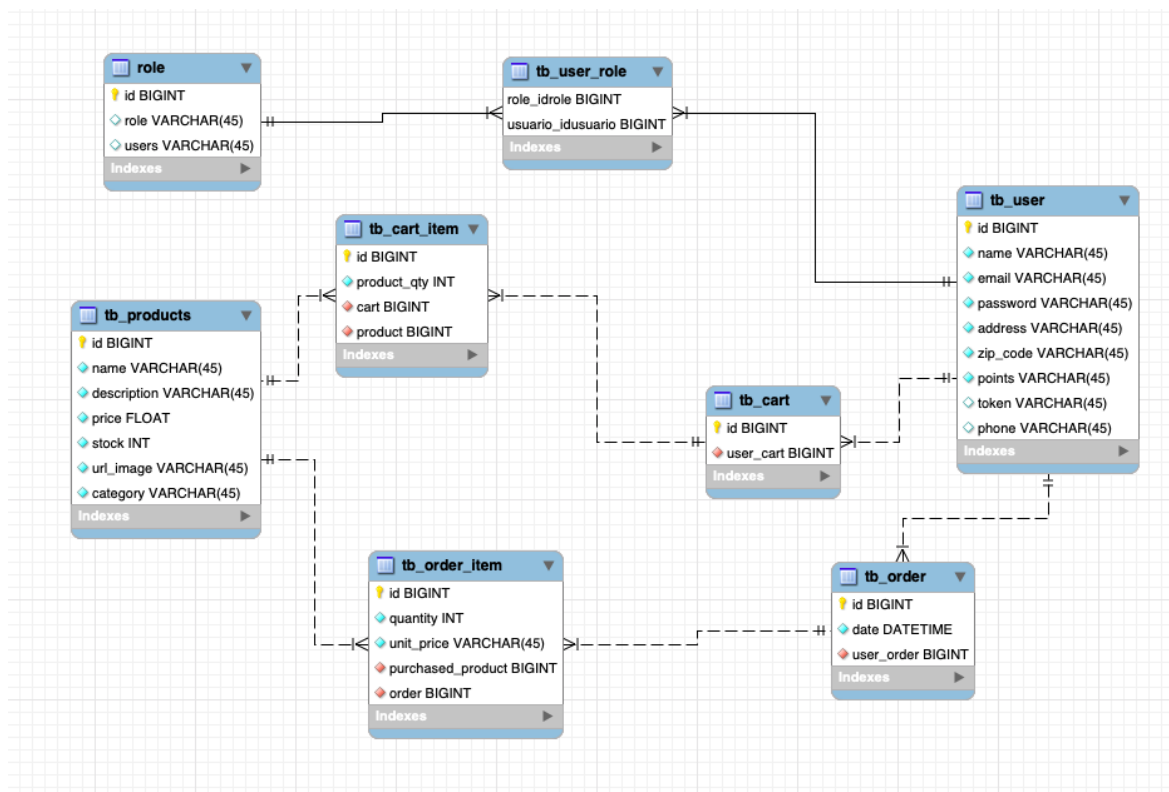 role
id BIGINT
role VARCHAR(45)
users VARCHAR(45)
Indexes
tb_user_role
role_idrole BIGINT
usuario_idusuario BIGINT
Indexes
tb_user
id BIGINT
name VARCHAR(45)
email VARCHAR(45)
password VARCHAR(45)
address VARCHAR(45)
zip_code VARCHAR(45)
points VARCHAR(45)
token VARCHAR(45)
phone VARCHAR(45)
Indexes
tb_cart_item
id BIGINT
product_qty INT
cart BIGINT
product BIGINT
Indexes
tb_products
id BIGINT
name VARCHAR(45)
description VARCHAR(45)
price FLOAT
stock INT
url_image VARCHAR(45)
category VARCHAR(45)
Indexes
tb_cart
id BIGINT
user_cart BIGINT
Indexes
tb_order_item
id BIGINT
quantity INT
unit_price VARCHAR(45)
purchased_product BIGINT
order BIGINT
Indexes
tb_order
id BIGINT
date DATETIME
user_order BIGINT
Indexes